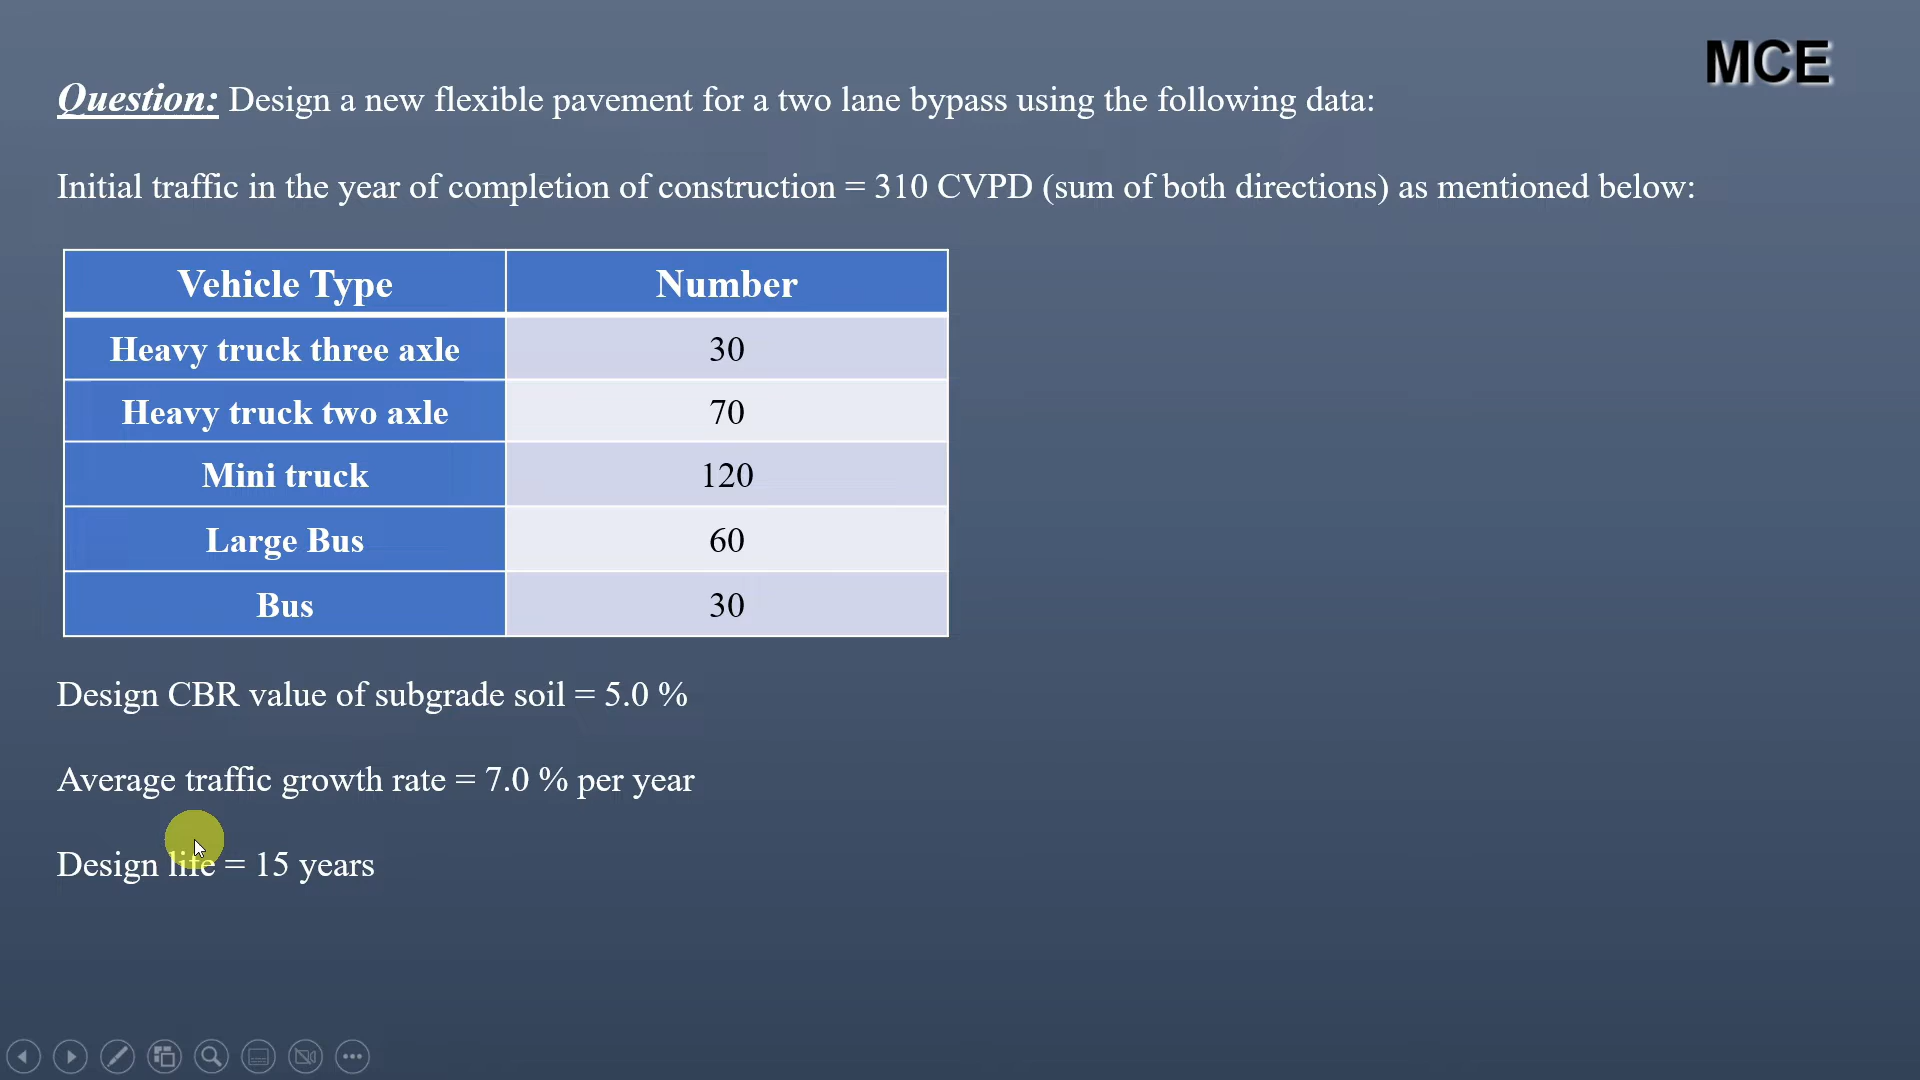 MCE
Question: Design a new flexible pavement for a two lane bypass using the following data:
Initial traffic in the year of completion of construction = 310 CVPD (sum of both directions) as mentioned below:
Vehicle Type Number
Heavy truck three axle 30
Heavy truck two axle 70
Mini truck 120
Large Bus 60
Bus 30
Design CBR value of subgrade soil = 5.0 %
Average traffic growth rate = 7.0 % per year
Design life = 15 years